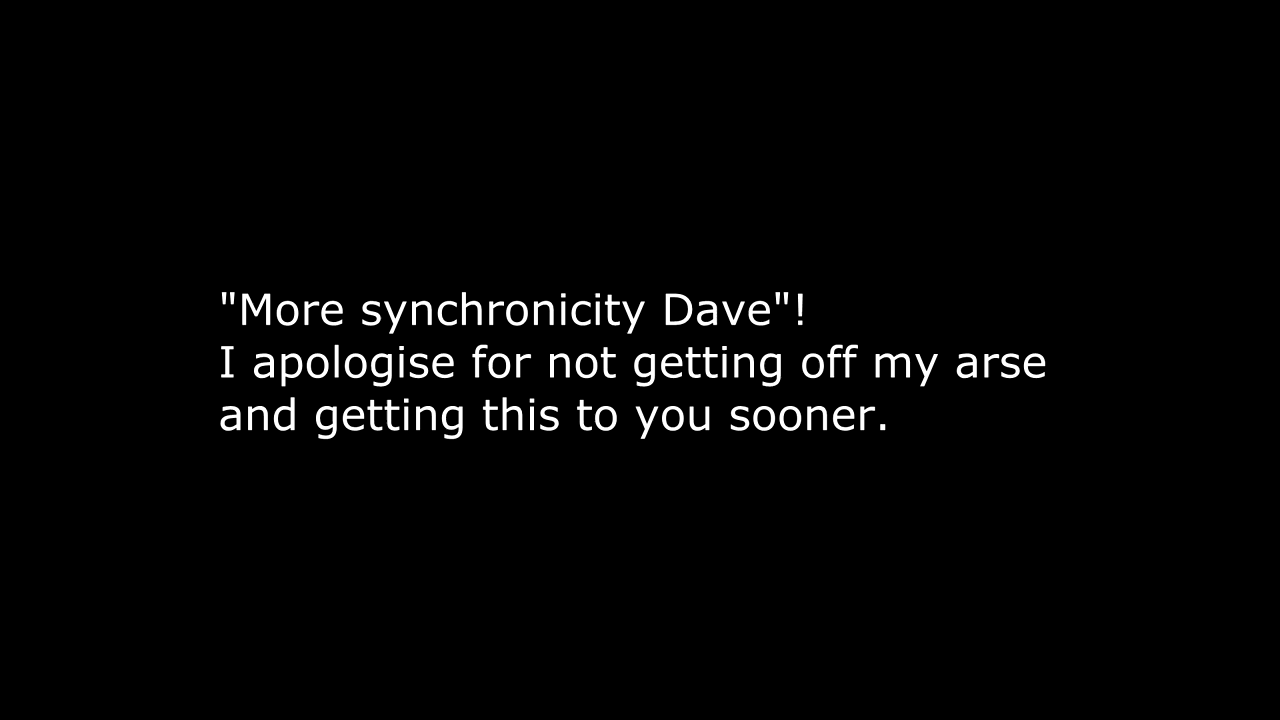 "More synchronicity Dave"!
I apologise for not getting off my arse
and getting this to you sooner.